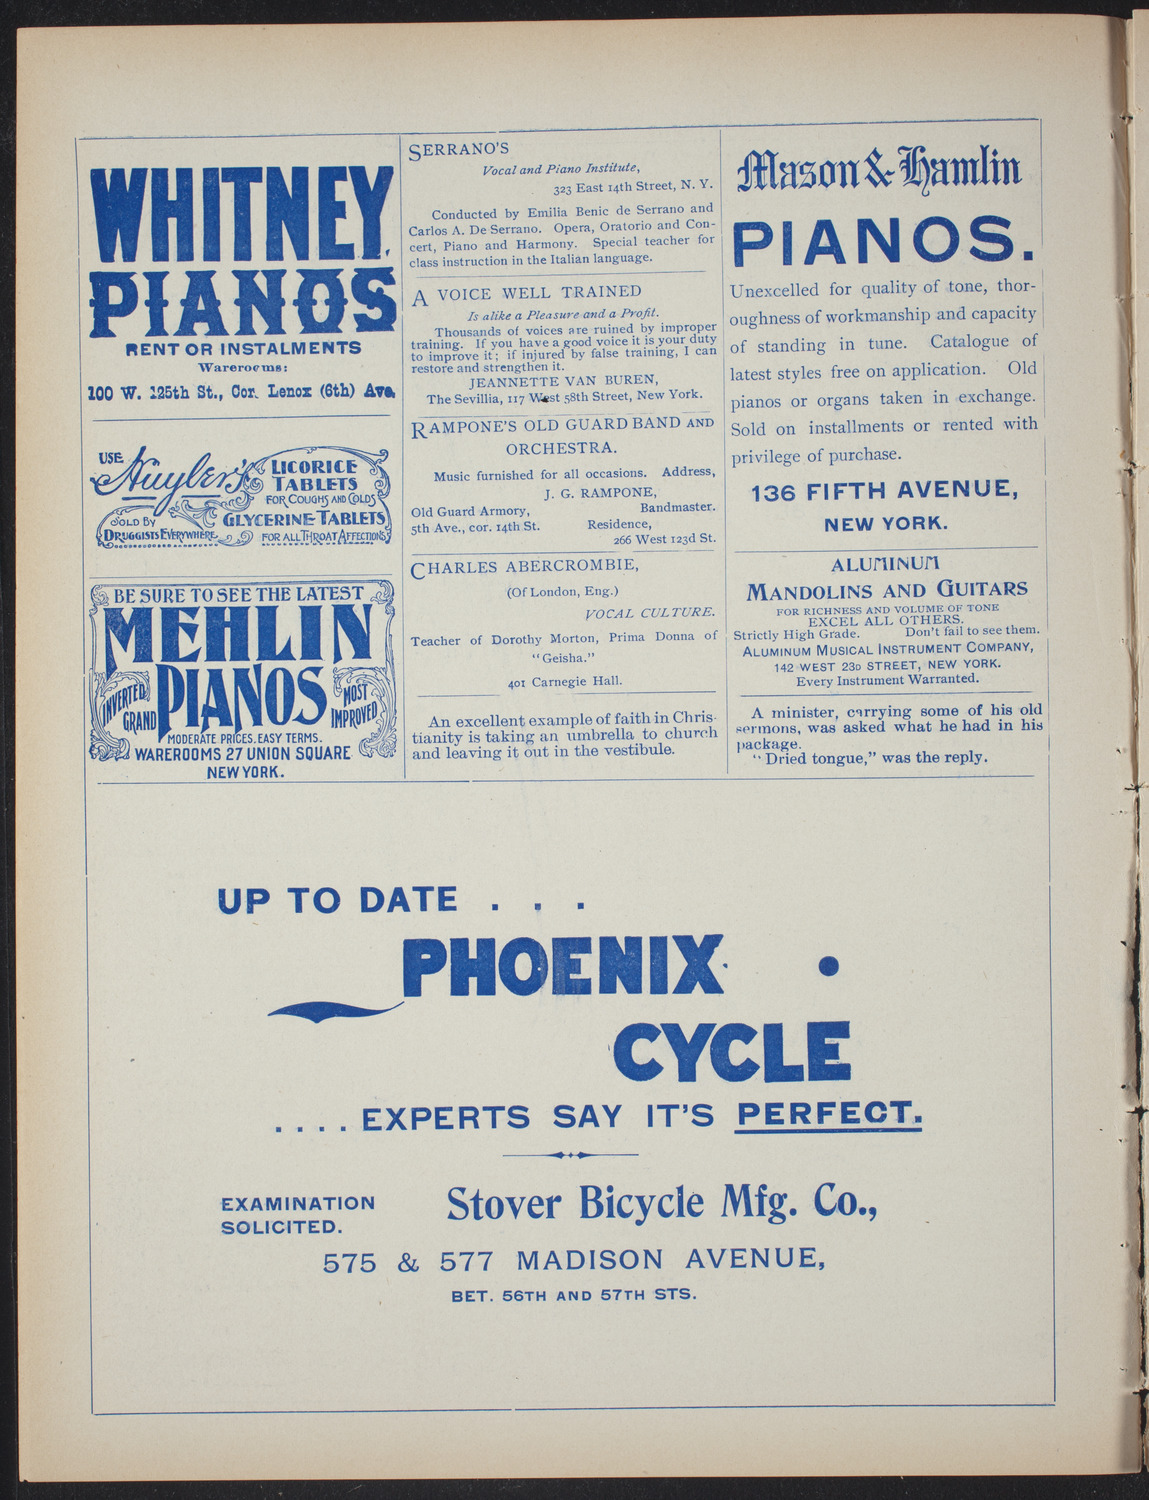 WHITNEY
PIANOS
RENT OR INSTALMENTS
Warerooms:
100 W. 125th St., Cor. Lenox (6th) Ave.
USE
Huyler's
LICORICE
TABLETS
FOR COUGHS AND COLDS
SOLD BY
DRUGGISTS EVERYWHERE
GLYCERINE TABLETS
FOR ALL THROAT AFFECTIONS
BE SURE TO SEE THE LATEST
MEHLIN
PIANOS
INVERTED
GRAND
MOST
IMPROVED
MODERATE PRICES. EASY TERMS.
WAREROOMS 27 UNION SQUARE
NEW YORK.
SERRANO'S
Vocal and Piano Institute,
323 East 14th Street, N. Y.
Conducted by Emilia Benic de Serrano and
Carlos A. De Serrano. Opera, Oratorio and Con-
cert, Piano and Harmony. Special teacher for
class instruction in the Italian language.
A VOICE WELL TRAINED
Is alike a Pleasure and a Profit.
Thousands of voices are ruined by improper
training. If you have a good voice it is your duty
to improve it; if injured by false training, I can
restore and strengthen it.
JEANNETTE VAN BUREN,
The Sevillia, 117 West 58th Street, New York.
RAMPONE'S OLD GUARD BAND AND
ORCHESTRA.
Music furnished for all occasions. Address,
J. G. RAMPONE,
Old Guard Armory, Bandmaster.
5th Ave., cor. 14th St. Residence,
266 West 123d St.
CHARLES ABERCROMBIE,
(Of London, Eng.)
VOCAL CULTURE.
Teacher of Dorothy Morton, Prima Donna of
"Geisha."
401 Carnegie Hall.
An excellent example of faith in Chris-
tianity is taking an umbrella to church
and leaving it out in the vestibule.
Mason & Hamlin
PIANOS.
Unexcelled for quality of tone, thor-
oughness of workmanship and capacity
of standing in tune. Catalogue of
latest styles free on application. Old
pianos or organs taken in exchange.
Sold on installments or rented with
privilege of purchase.
136 FIFTH AVENUE,
NEW YORK.
ALUMINUM
MANDOLINS AND GUITARS
FOR RICHNESS AND VOLUME OF TONE
EXCEL ALL OTHERS.
Strictly High Grade. Don't fail to see them.
ALUMINUM MUSICAL INSTRUMENT COMPANY,
142 WEST 23D STREET, NEW YORK.
Every Instrument Warranted.
A minister, carrying some of his old
sermons, was asked what he had in his
package.
"Dried tongue," was the reply.
UP TO DATE . . .
PHOENIX
CYCLE
. . . . EXPERTS SAY IT'S PERFECT.
EXAMINATION
SOLICITED.
Stover Bicycle Mfg. Co.,
575 & 577 MADISON AVENUE,
BET. 56TH AND 57TH STS.